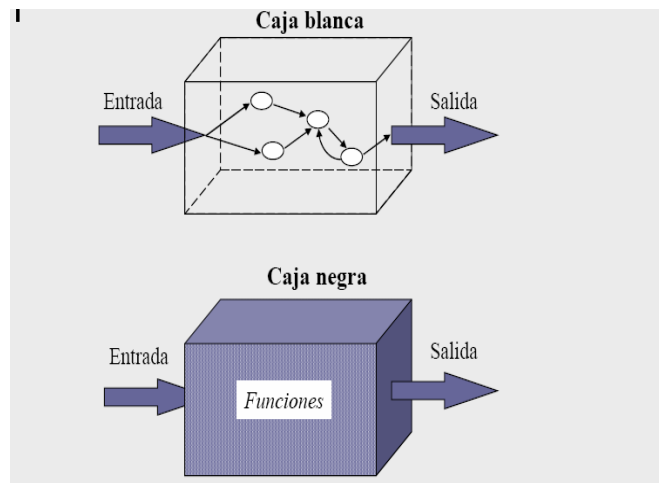 Caja blanca
Entrada
Salida
Caja negra
Entrada
Salida
Funciones